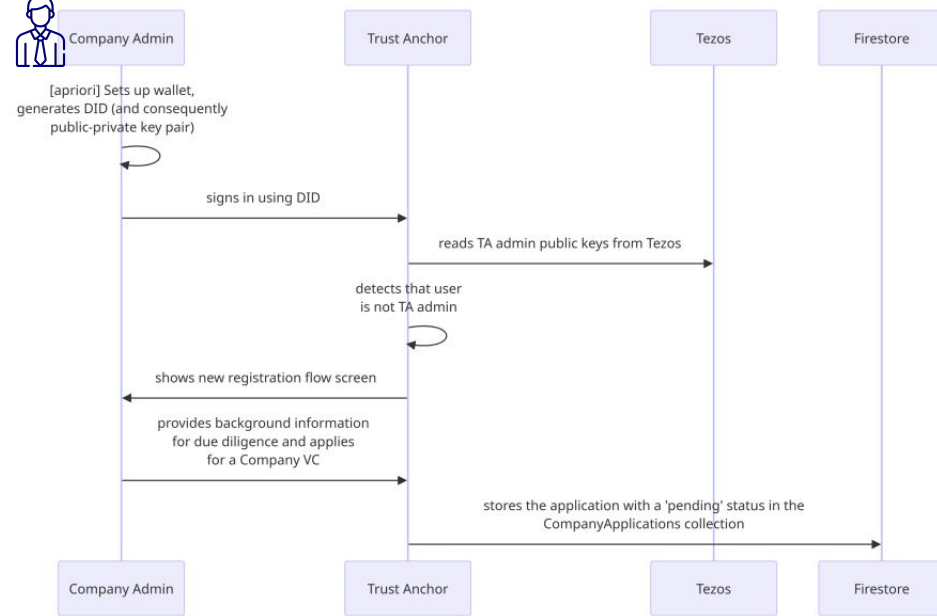 Company Admin
Trust Anchor
Tezos
Firestore
[apriori] Sets up wallet,
generates DID (and consequently
public-private key pair)
signs in using DID
reads TA admin public keys from Tezos
detects that user
is not TA admin
shows new registration flow screen
provides background information
for due diligence and applies
for a Company VC
stores the application with a 'pending' status in the
CompanyApplications collection
Company Admin
Trust Anchor
Tezos
Firestore